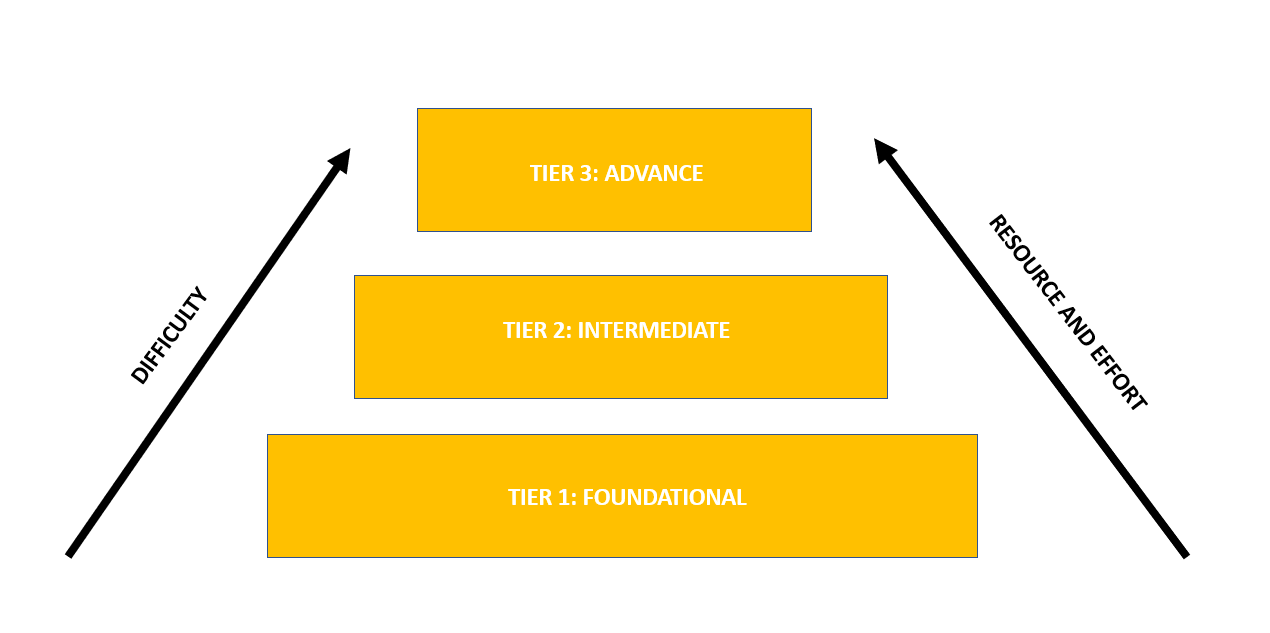 TIER 3: ADVANCE
DIFFICULTY
RESOURCE AND EFFORT
TIER 2: INTERMEDIATE
TIER 1: FOUNDATIONAL